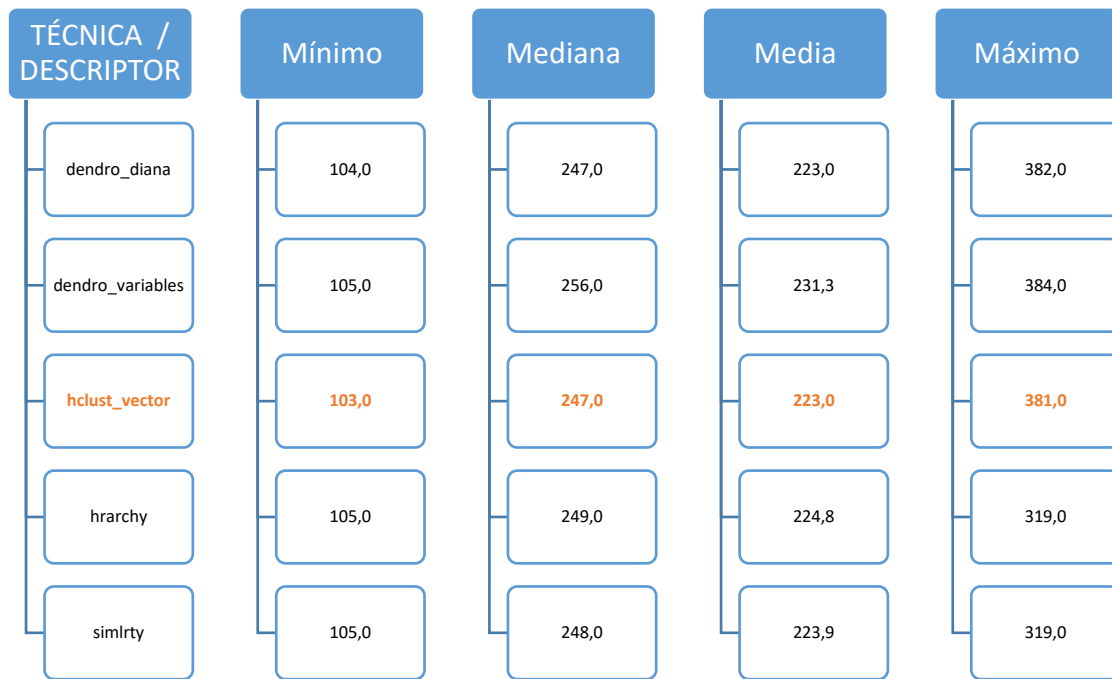 TÉCNICA /
DESCRIPTOR
Mínimo
Mediana
Media
Máximo
dendro_diana
104,0
247,0
223,0
382,0
dendro_variables
105,0
256,0
231,3
384,0
hclust_vector
103,0
247,0
223,0
381,0
hrarchy
105,0
249,0
224,8
319,0
simlrty
105,0
248,0
223,9
319,0